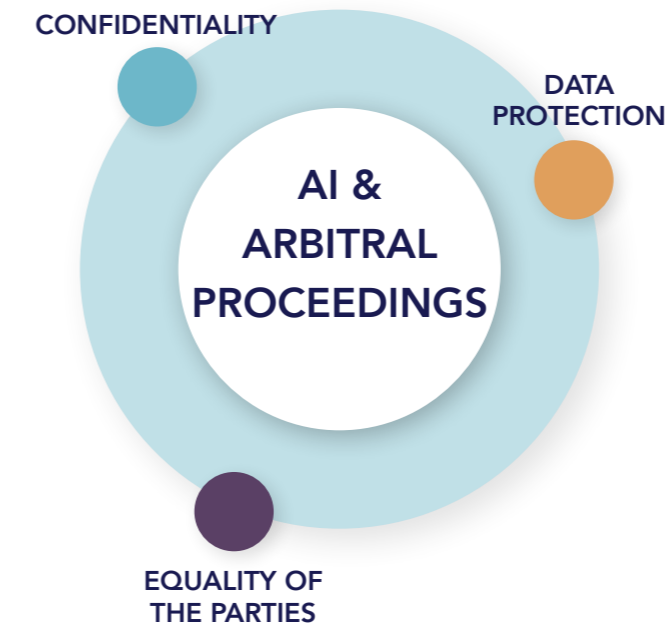 CONFIDENTIALITY
DATA
PROTECTION
AI &
ARBITRAL
PROCEEDINGS
EQUALITY OF
THE PARTIES